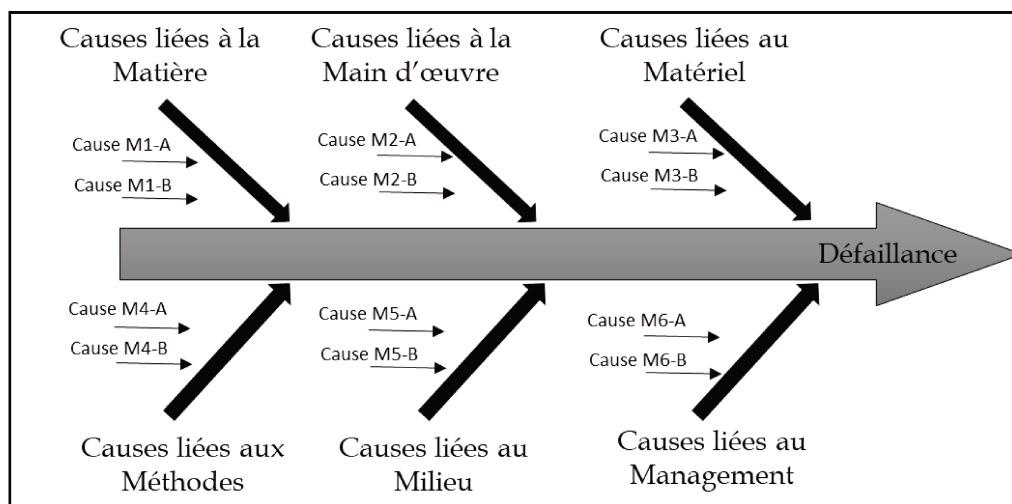 Causes liées à la
Matière
Causes liées à la
Main d'œuvre
Causes liées au
Matériel
Cause M1-A
Cause M1-B
Cause M2-A
Cause M2-B
Cause M3-A
Cause M3-B
Défaillance
Cause M4-A
Cause M4-B
Cause M5-A
Cause M5-B
Cause M6-A
Cause M6-B
Causes liées aux
Méthodes
Causes liées au
Milieu
Causes liées au
Management